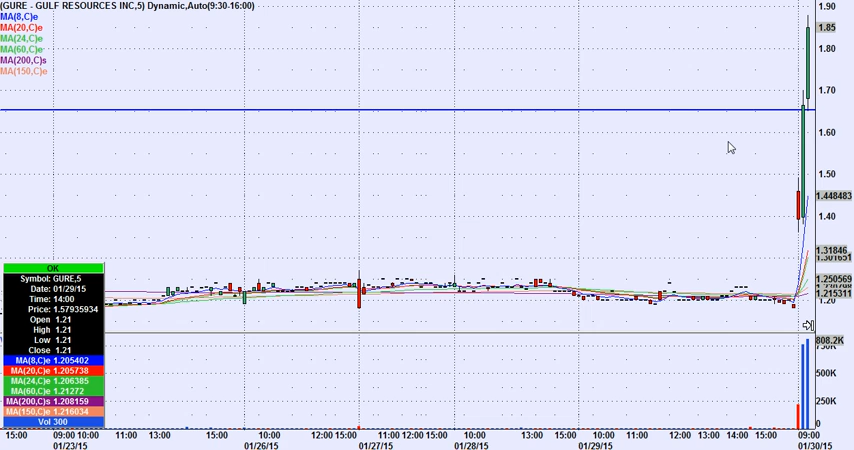 (GURE - GULF RESOURCES INC,5) Dynamic,Auto(9:30-16:00)
MA(8,C)e
MA(20,C)e
MA(24,C)e
MA(60,C)e
MA(200,C)s
MA(150,C)e
1.90
1.85
1.80
1.70
1.60
1.50
1.448483
1.40
1.31846
1.301651
1.250569
1.215311
1.20
OK
Symbol: GURE,5
Date: 01/29/15
Time: 14:00
Price: 1.57935934
Open 1.21
High 1.21
Low 1.21
Close 1.21
MA(8,C)e 1.205402
MA(20,C)e 1.205738
MA(24,C)e 1.206385
MA(60,C)e 1.21272
MA(200,C)s 1.208159
MA(150,C)e 1.216034
Vol 300
808.2K
750K
500K
250K
0
15:00 09:00 10:00 11:00 13:00 15:00 10:00 12:00 15:00 11:00 12:00 15:00 10:00 11:00 15:00 10:00 11:00 12:00 13:00 14:00 15:00 09:00
01/23/15 01/26/15 01/27/15 01/28/15 01/29/15 01/30/15